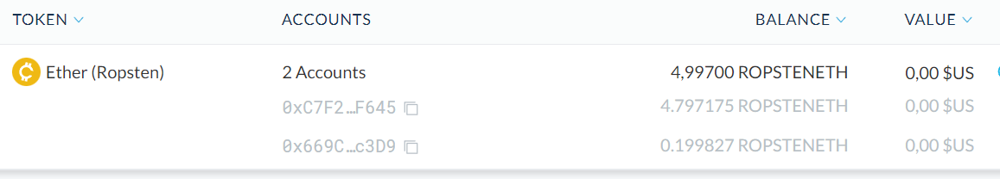 TOKEN ACCOUNTS BALANCE VALUE
Ether (Ropsten) 2 Accounts 4,99700 ROPSTENETH 0,00 $US
0xC7F2…F645 4.797175 ROPSTENETH 0,00 $US
0x669C…c3D9 0.199827 ROPSTENETH 0,00 $US